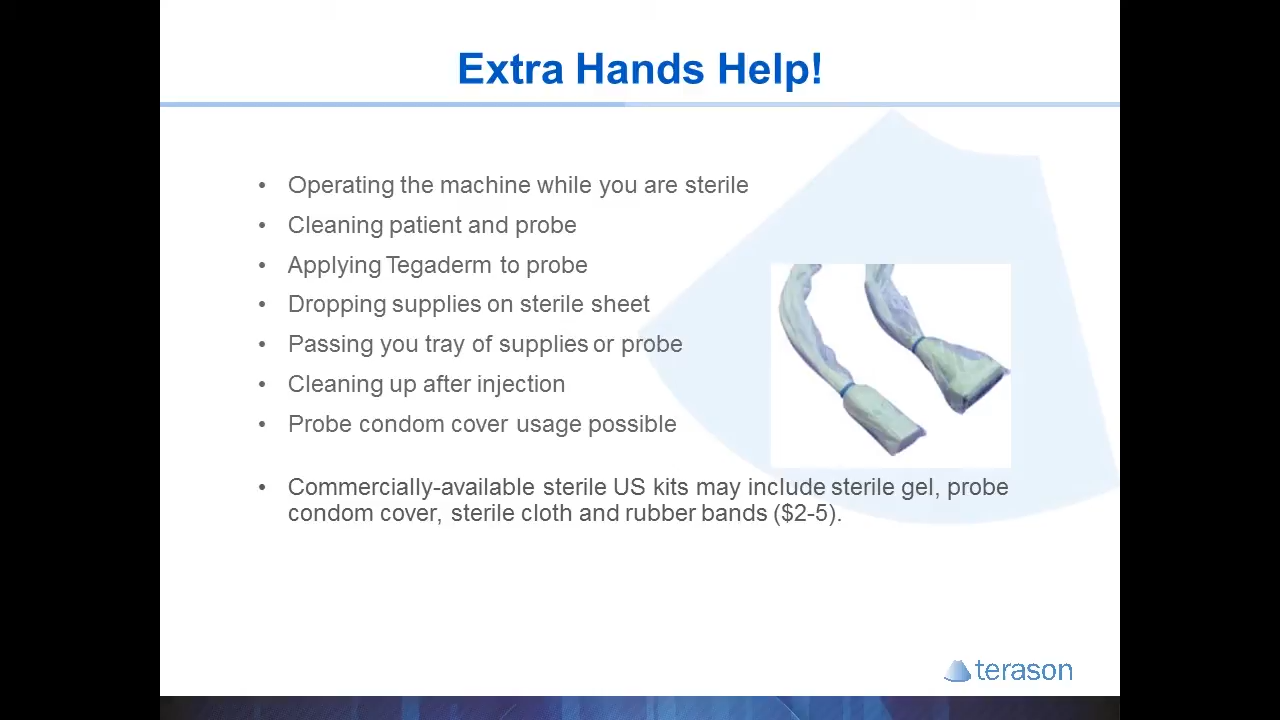 Extra Hands Help!
• Operating the machine while you are sterile
• Cleaning patient and probe
• Applying Tegaderm to probe
• Dropping supplies on sterile sheet
• Passing you tray of supplies or probe
• Cleaning up after injection
• Probe condom cover usage possible
• Commercially-available sterile US kits may include sterile gel, probe
condom cover, sterile cloth and rubber bands ($2-5).
terason